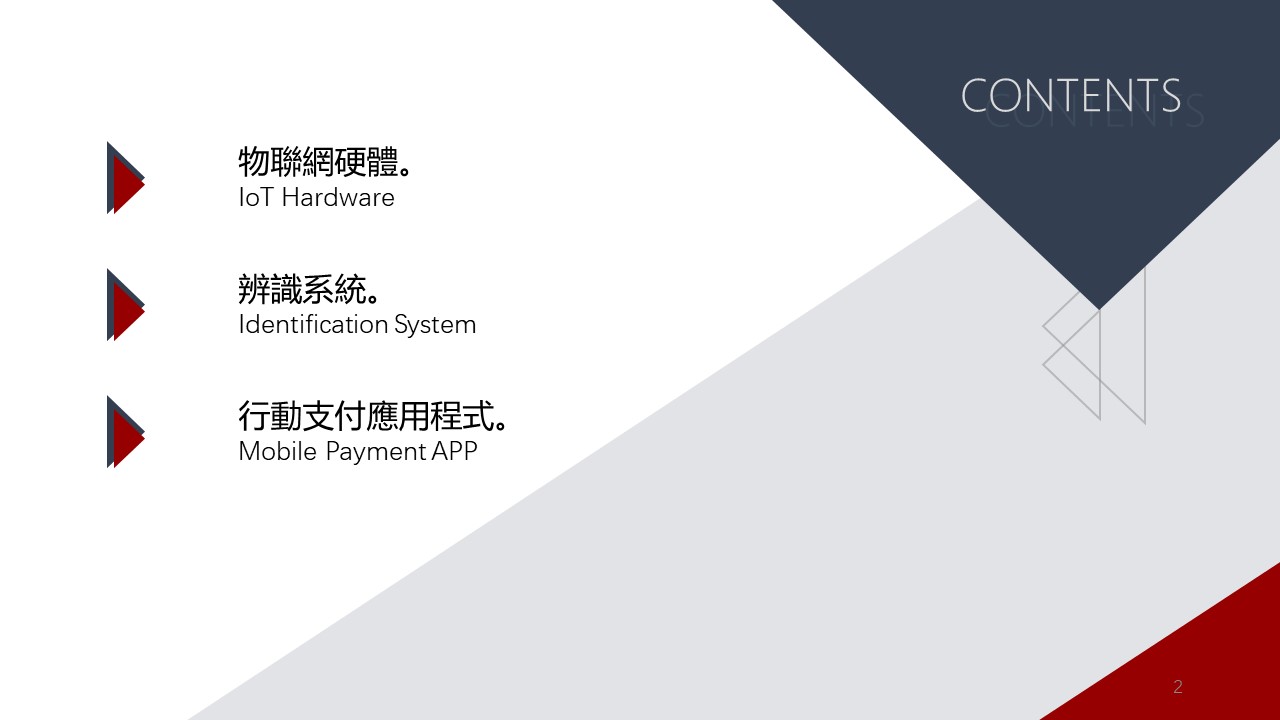 CONTENTS
物聯網硬體。
IoT Hardware
辨識系統。
Identification System
行動支付應用程式。
Mobile Payment APP
2